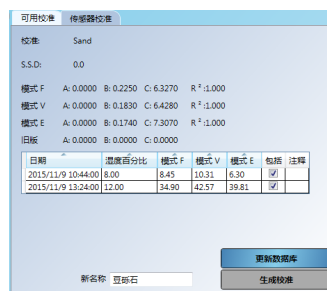 可用校准 传感器校准
校准: Sand
S.S.D: 0.0
模式 F A: 0.0000 B: 0.2250 C: 6.3270 R ² :1.000
模式 V A: 0.0000 B: 0.1830 C: 6.4280 R ² :1.000
模式 E A: 0.0000 B: 0.1740 C: 7.3070 R ² :1.000
旧版 A: 0.0000 B: 0.0000 C: 0.0000
日期 湿度百分比 模式 F 模式 V 模式 E 包括 注释
2015/11/9 10:44:00 8.00 8.45 10.31 6.30
2015/11/9 13:24:00 12.00 34.90 42.57 39.81
更新数据库
新名称 豆砾石 生成校准